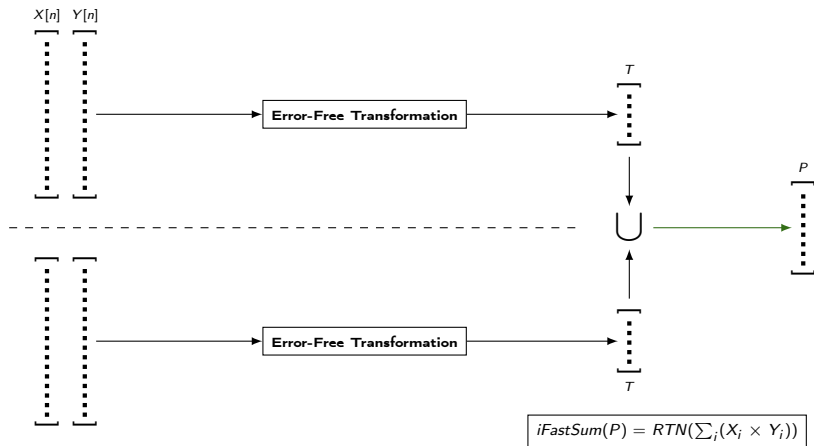 X[n] Y[n]
T
Error-Free Transformation
P
⋃
Error-Free Transformation
T
iFastSum(P) = RTN(∑ᵢ(Xᵢ × Yᵢ))